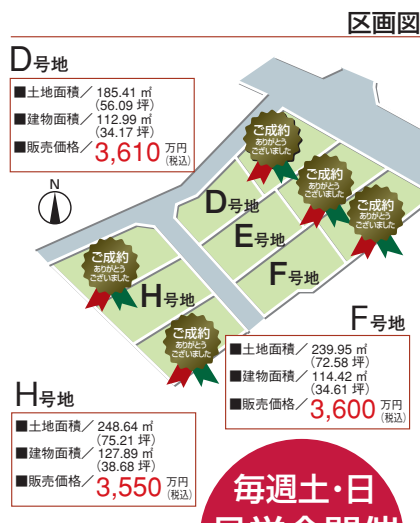 区画図
D号地
■土地面積／ 185.41 ㎡
（56.09 坪）
■建物面積／ 112.99 ㎡
（34.17 坪）
■販売価格／ 3,610 万円
（税込）
N
ご成約
ありがとう
ございました
ご成約
ありがとう
ございました
ご成約
ありがとう
ございました
D号地
E号地
F号地
ご成約
ありがとう
ございました
H号地
ご成約
ありがとう
ございました
F号地
■土地面積／ 239.95 ㎡
（72.58 坪）
■建物面積／ 114.42 ㎡
（34.61 坪）
■販売価格／ 3,600 万円
（税込）
H号地
■土地面積／ 248.64 ㎡
（75.21 坪）
■建物面積／ 127.89 ㎡
（38.68 坪）
■販売価格／ 3,550 万円
（税込）
毎週土・日